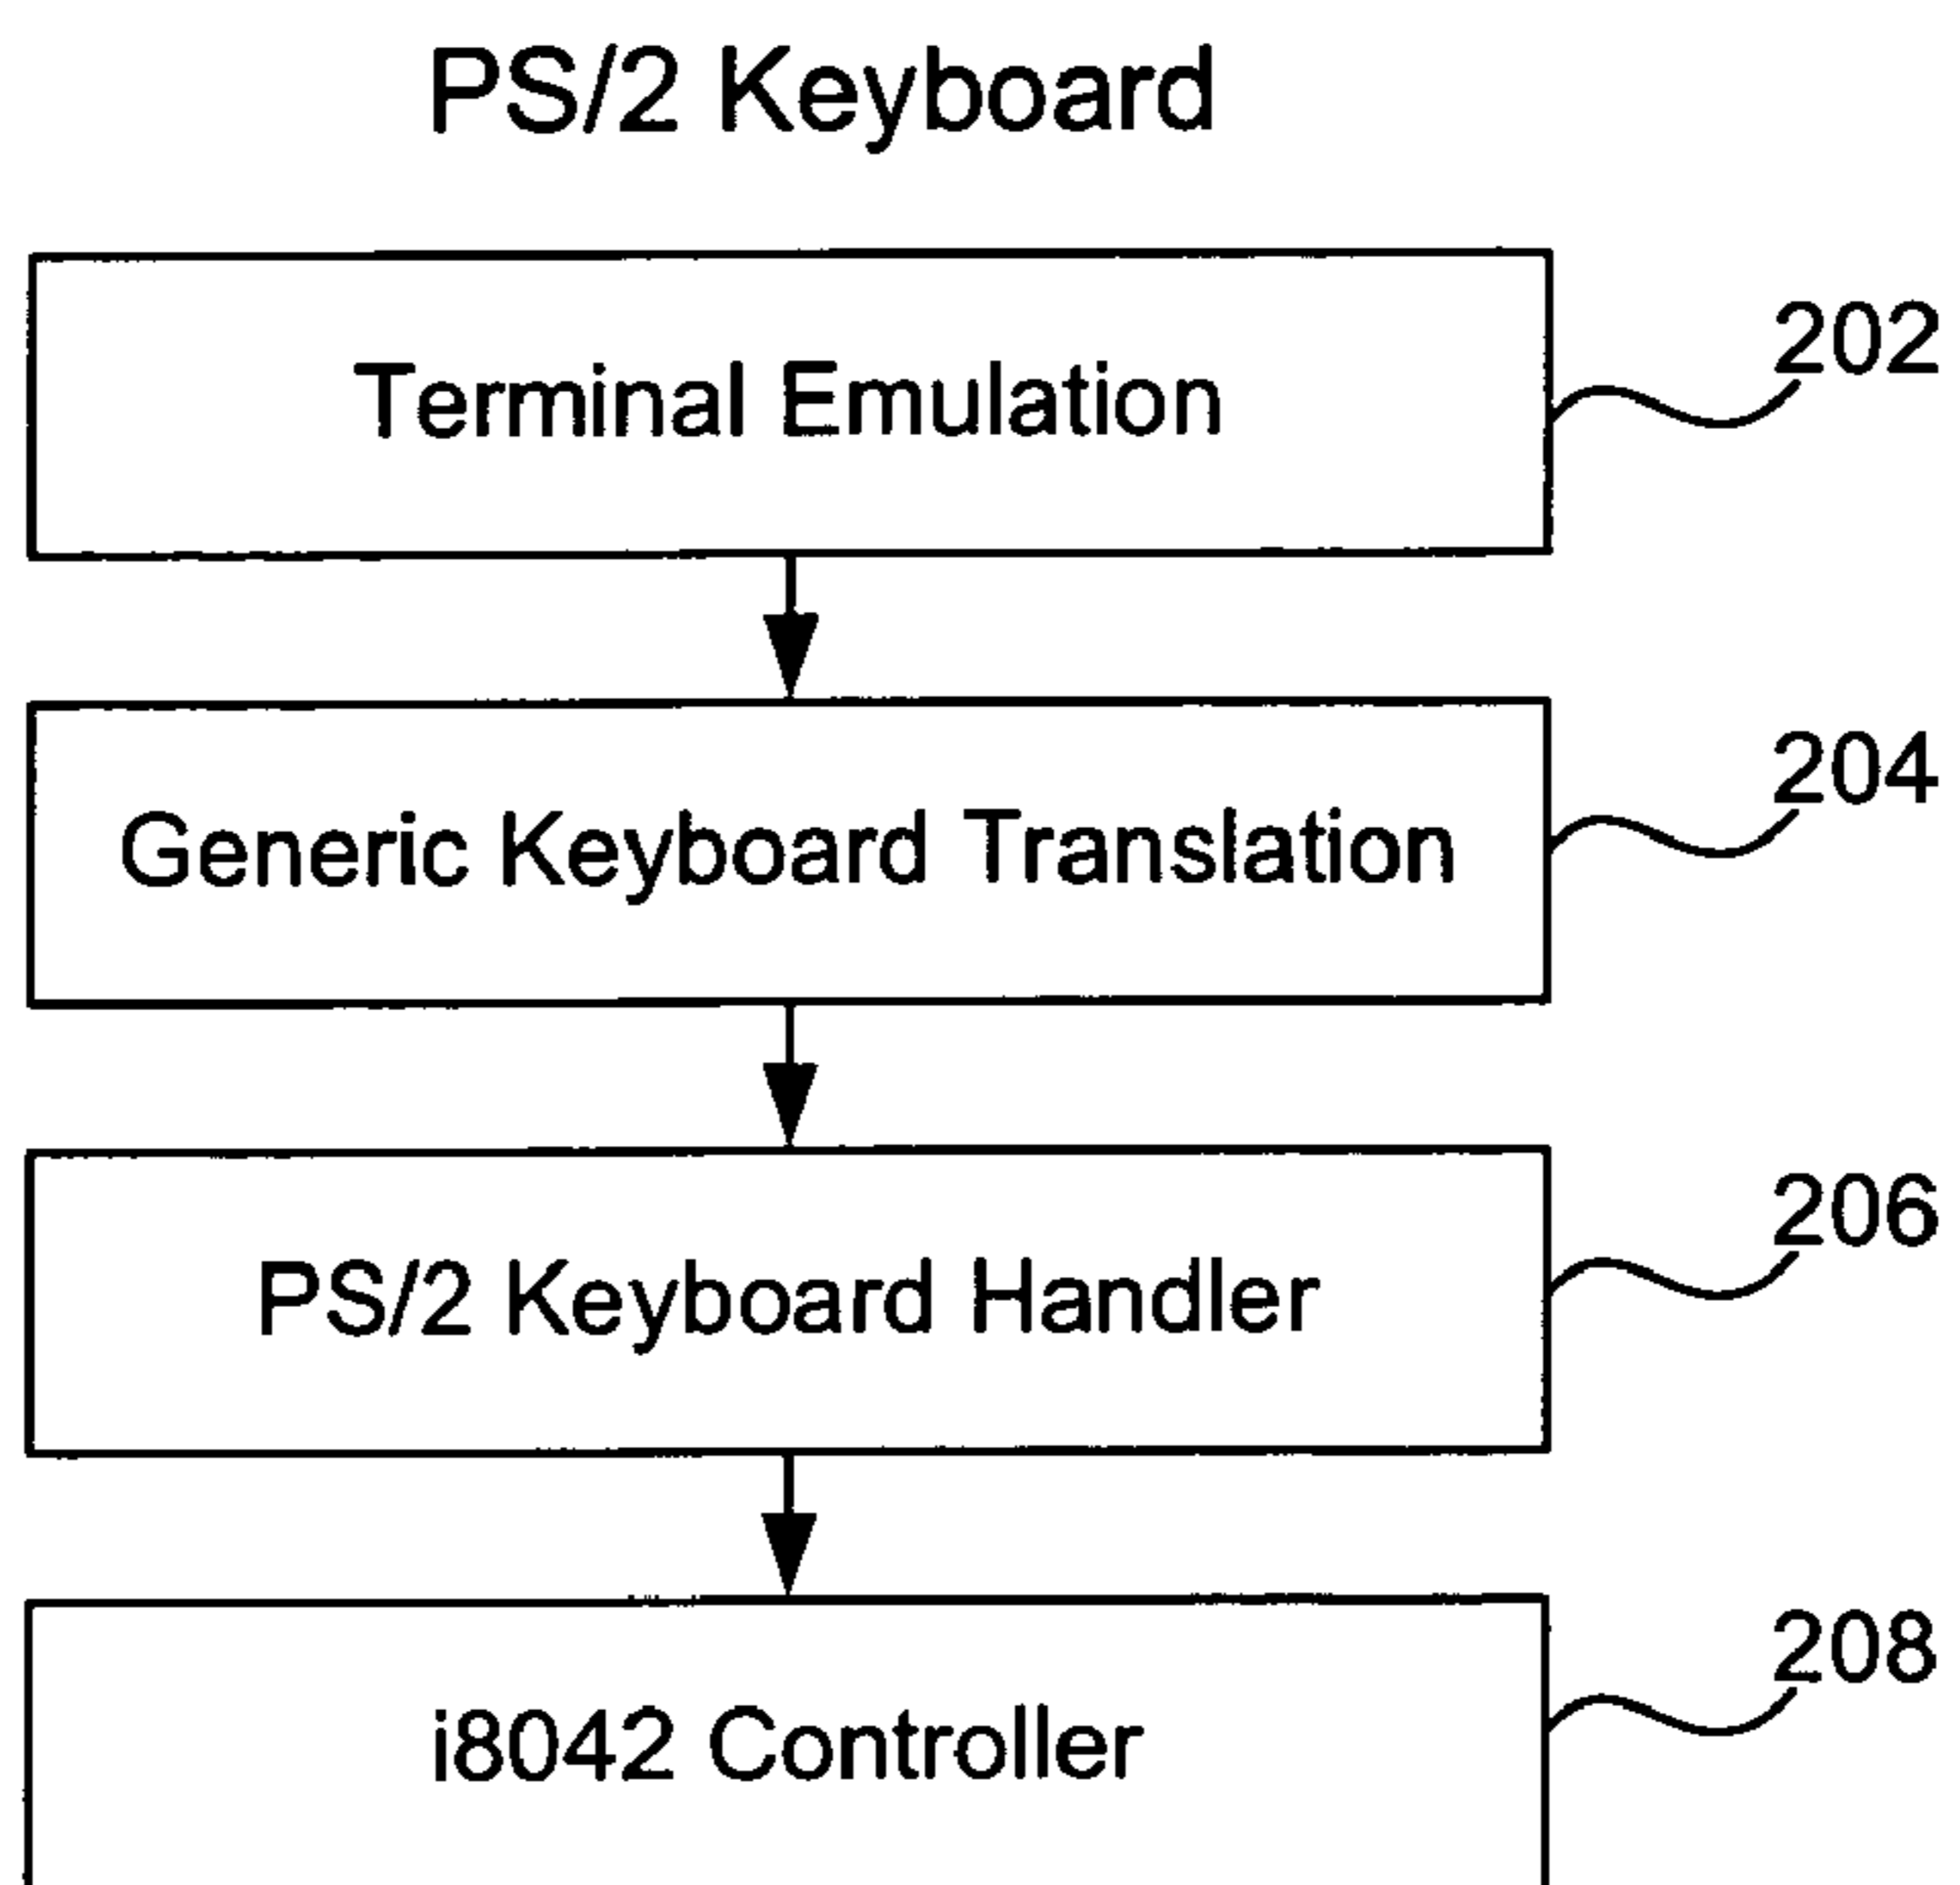 PS/2 Keyboard
Terminal Emulation
202
Generic Keyboard Translation
204
PS/2 Keyboard Handler
206
i8042 Controller
208